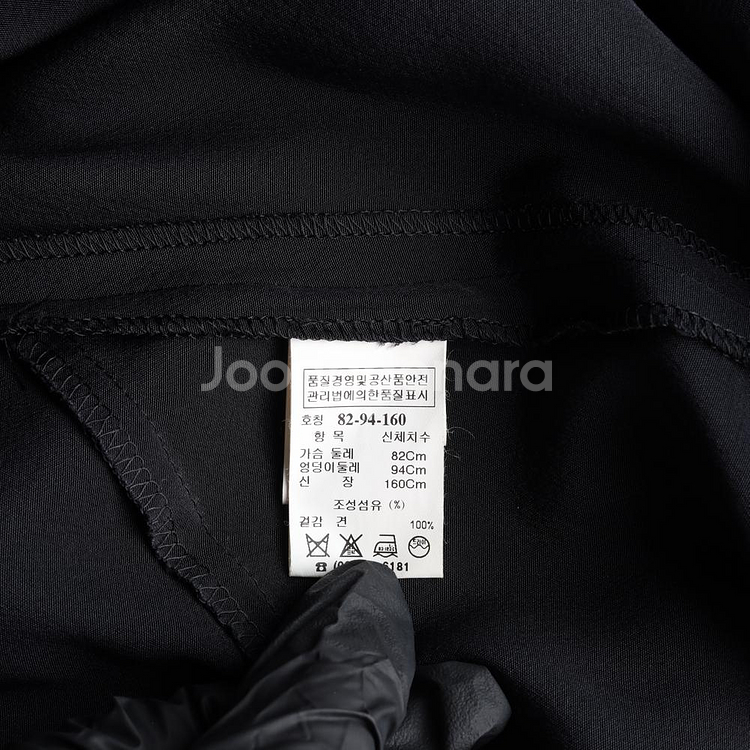 품질경영및공산품안전
관리법에의한품질표시
호칭 82-94-160
항 목 신체치수
가슴 둘레 82Cm
엉덩이둘레 94Cm
신 장 160Cm
조성섬유 (%)
겉감 견 100%
6181